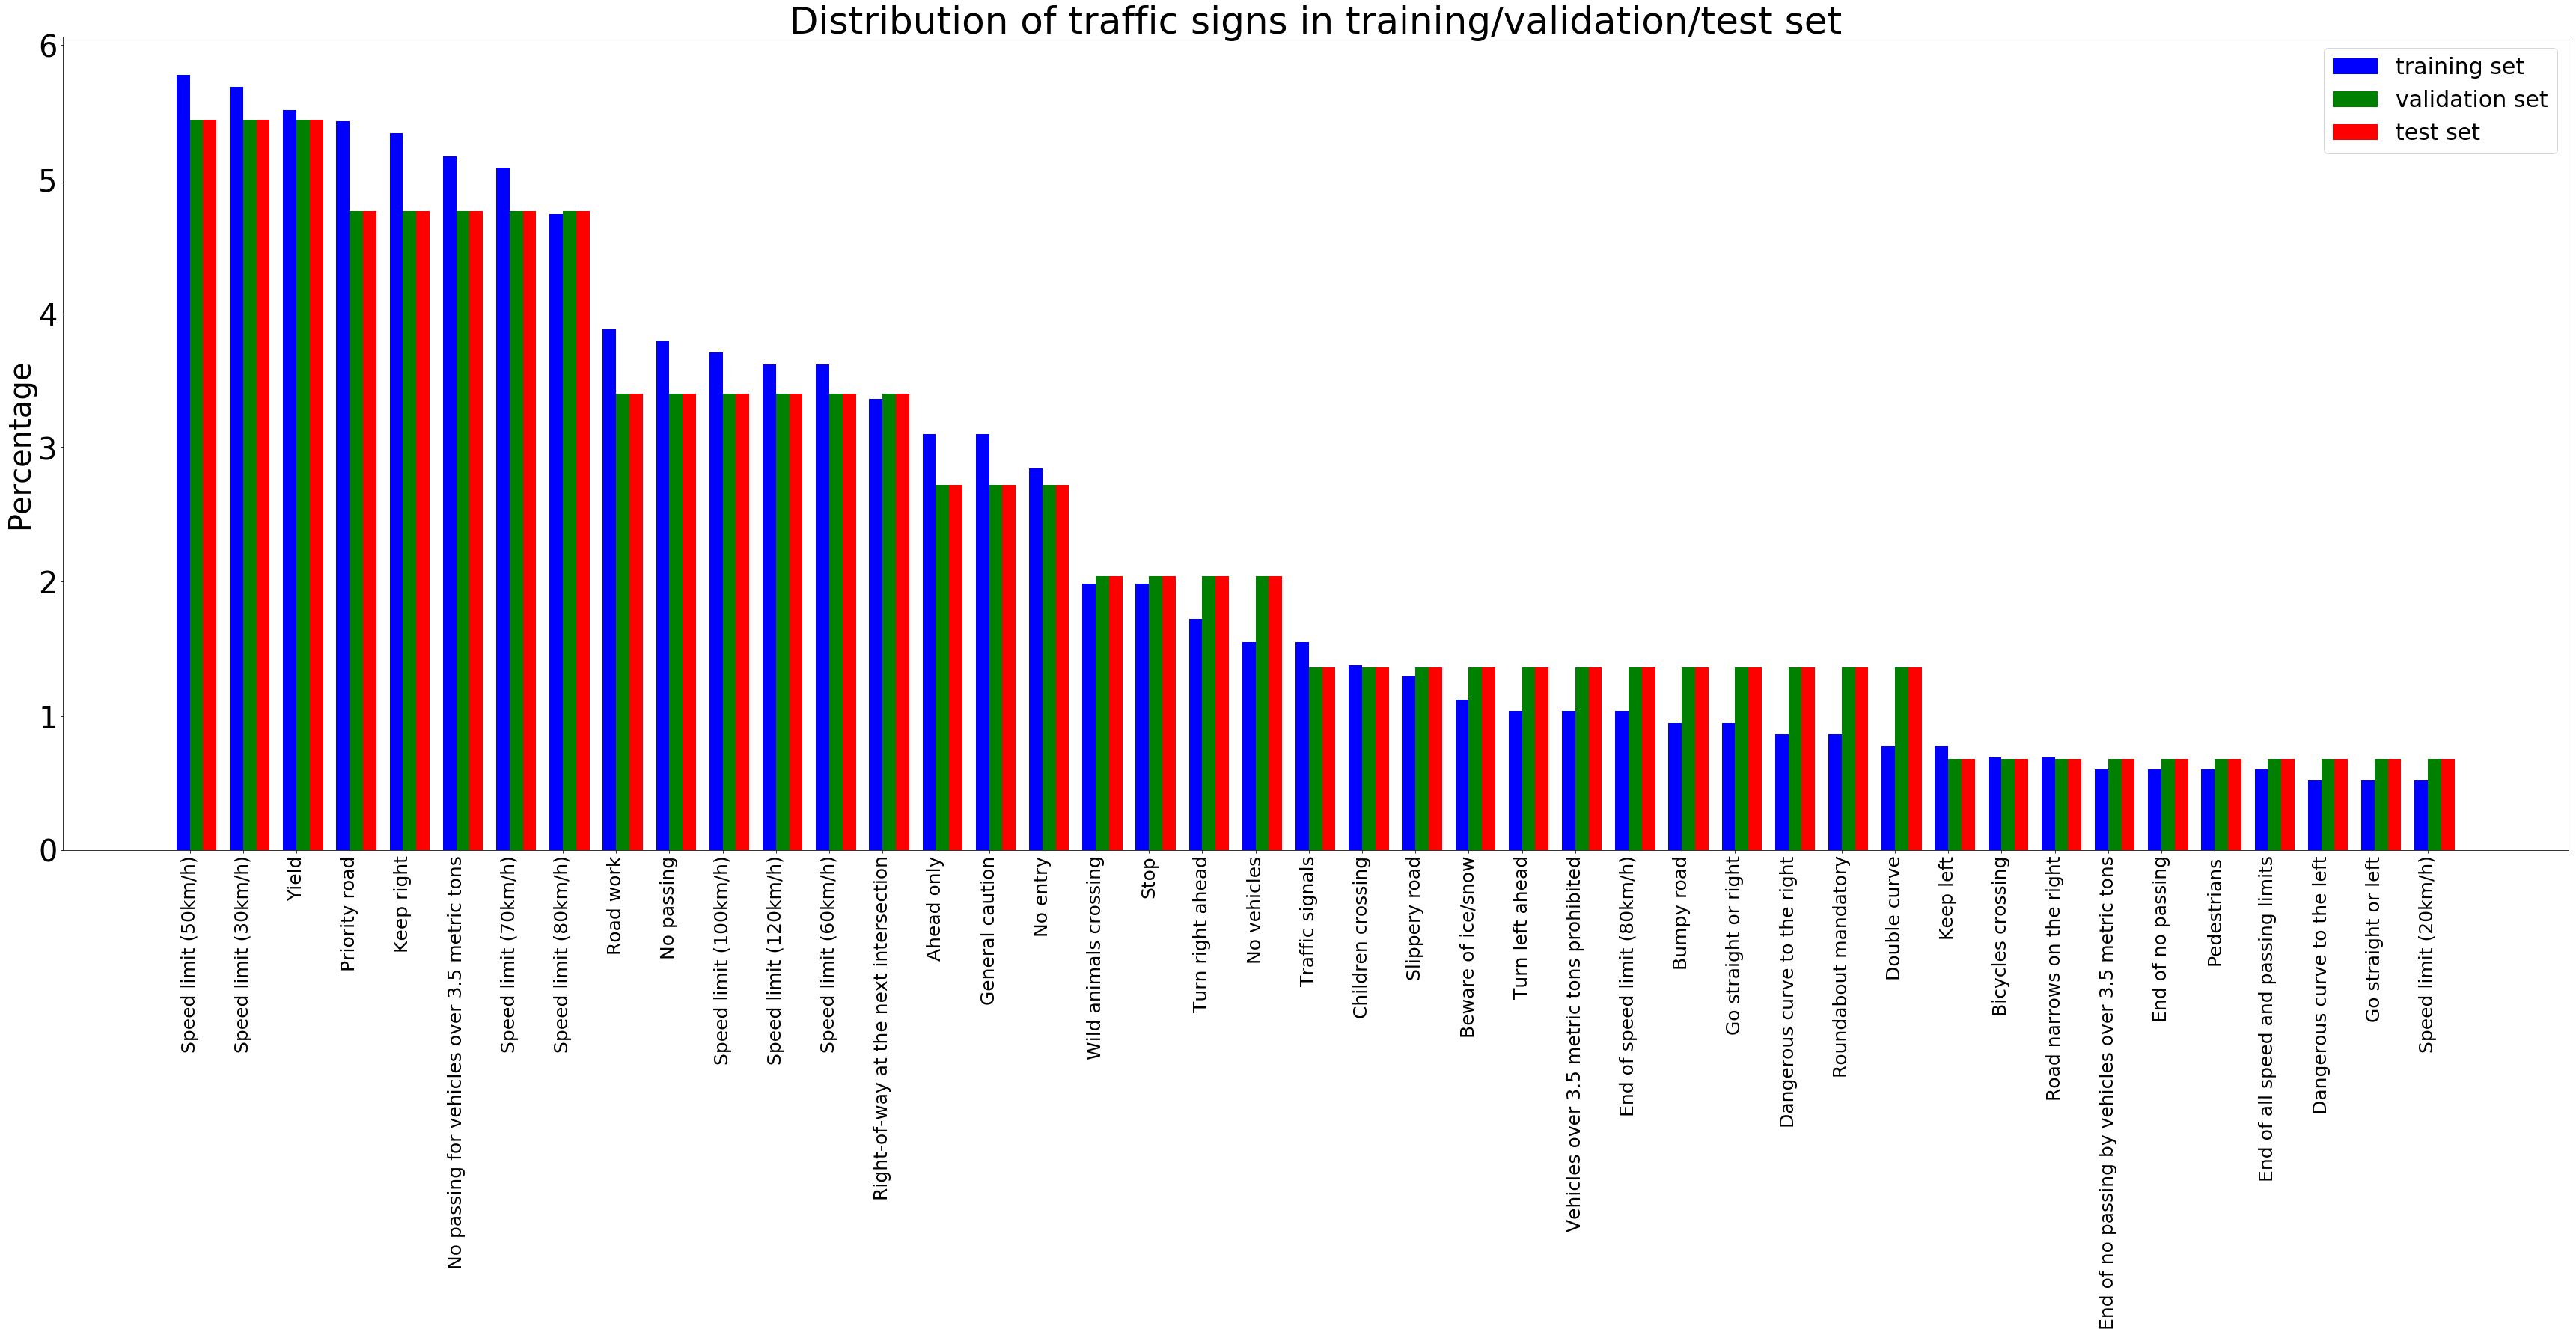 Distribution of traffic signs in training/validation/test set
training set
validation set
test set
Percentage
6
5
4
3
2
1
0
Speed limit (50km/h)
Speed limit (30km/h)
Yield
Priority road
Keep right
No passing for vehicles over 3.5 metric tons
Speed limit (70km/h)
Speed limit (80km/h)
Road work
No passing
Speed limit (100km/h)
Speed limit (120km/h)
Speed limit (60km/h)
Right-of-way at the next intersection
Ahead only
General caution
No entry
Wild animals crossing
Stop
Turn right ahead
No vehicles
Traffic signals
Children crossing
Slippery road
Beware of ice/snow
Turn left ahead
Vehicles over 3.5 metric tons prohibited
End of speed limit (80km/h)
Bumpy road
Go straight or right
Dangerous curve to the right
Roundabout mandatory
Double curve
Keep left
Bicycles crossing
Road narrows on the right
End of no passing by vehicles over 3.5 metric tons
End of no passing
Pedestrians
End of all speed and passing limits
Dangerous curve to the left
Go straight or left
Speed limit (20km/h)